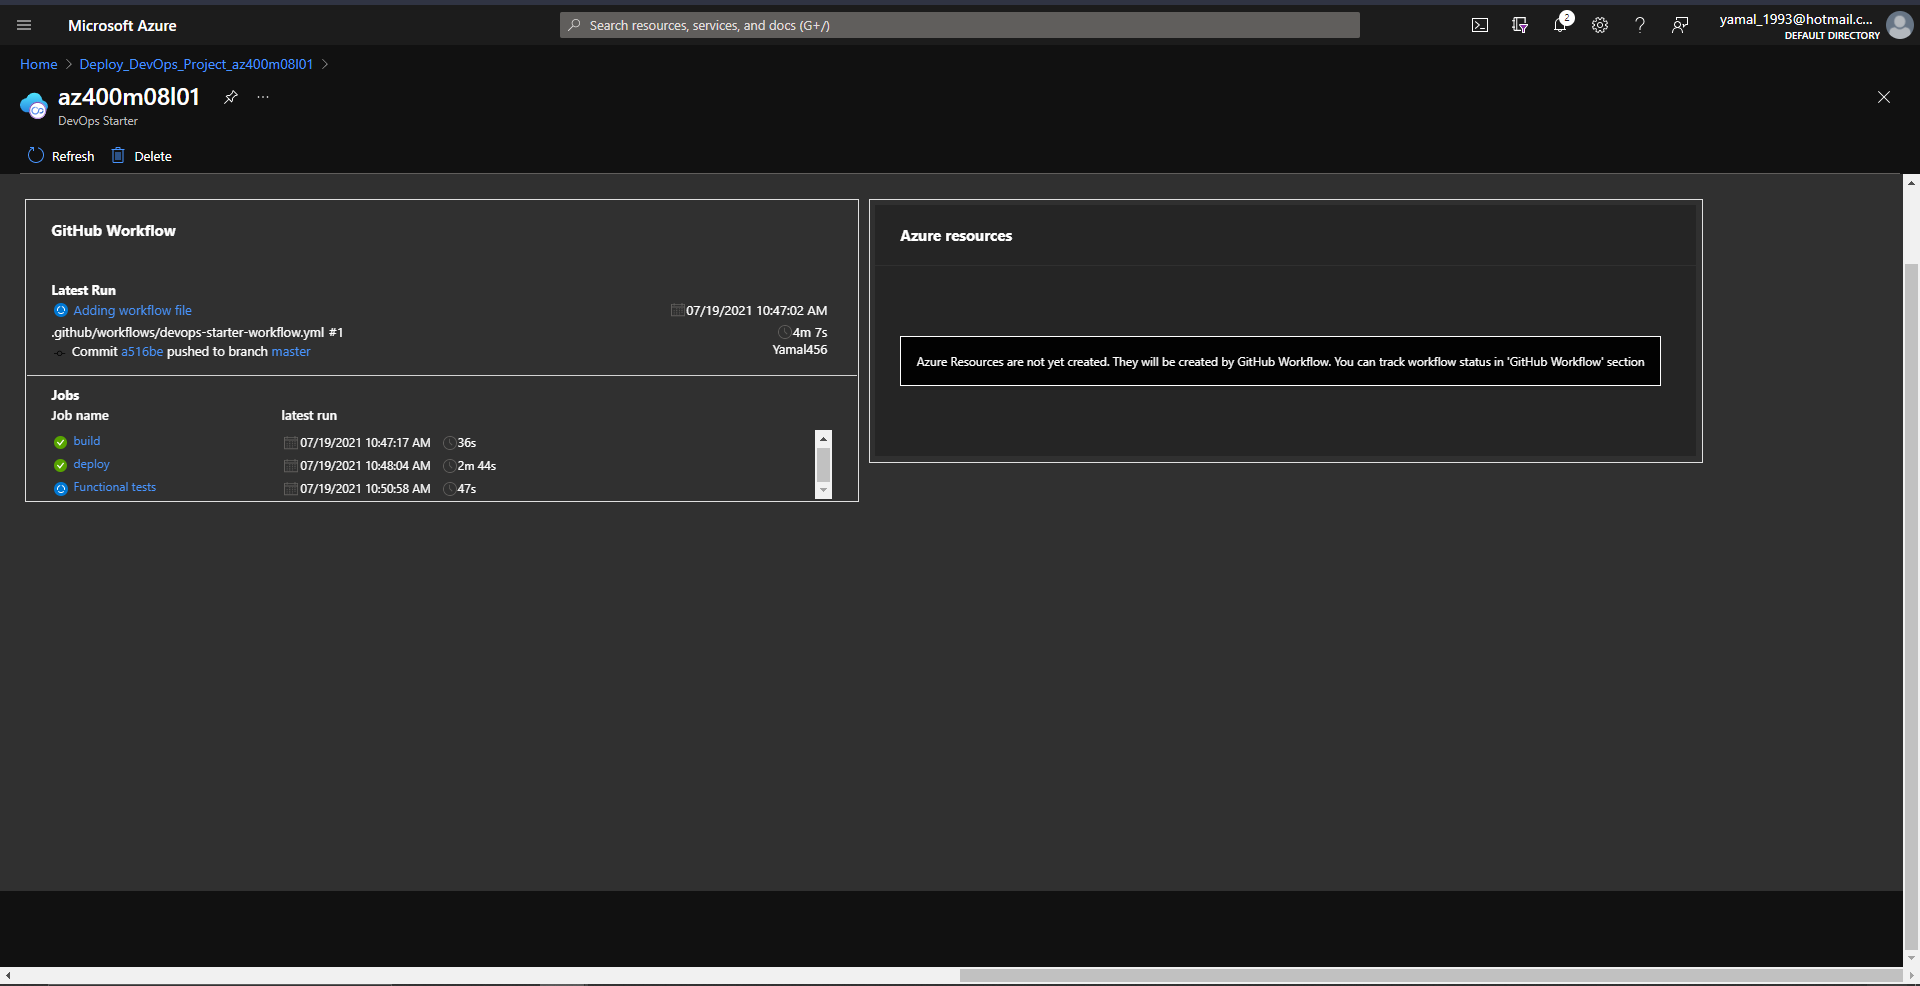 Microsoft Azure
Search resources, services, and docs (G+/)
2
yamal_1993@hotmail.c...
DEFAULT DIRECTORY
Home > Deploy_DevOps_Project_az400m08l01 >
az400m08l01
DevOps Starter
Refresh
Delete
GitHub Workflow
Latest Run
Adding workflow file
07/19/2021 10:47:02 AM
.github/workflows/devops-starter-workflow.yml #1
4m 7s
Commit a516be pushed to branch master
Yamal456
Jobs
Job name
latest run
build
07/19/2021 10:47:17 AM
36s
deploy
07/19/2021 10:48:04 AM
2m 44s
Functional tests
07/19/2021 10:50:58 AM
47s
Azure resources
Azure Resources are not yet created. They will be created by GitHub Workflow. You can track workflow status in 'GitHub Workflow' section